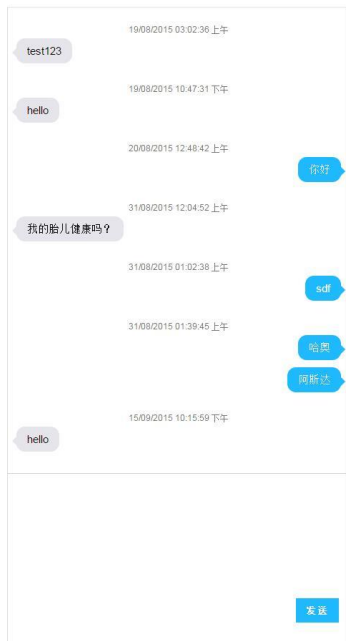 19/08/2015 03:02:36 上午
test123
19/08/2015 10:47:31 下午
hello
20/08/2015 12:48:42 上午
你好
31/08/2015 12:04:52 上午
我的胎儿健康吗？
31/08/2015 01:02:38 上午
sdf
31/08/2015 01:39:45 上午
哈奥
阿斯达
15/09/2015 10:15:59 下午
hello
发送